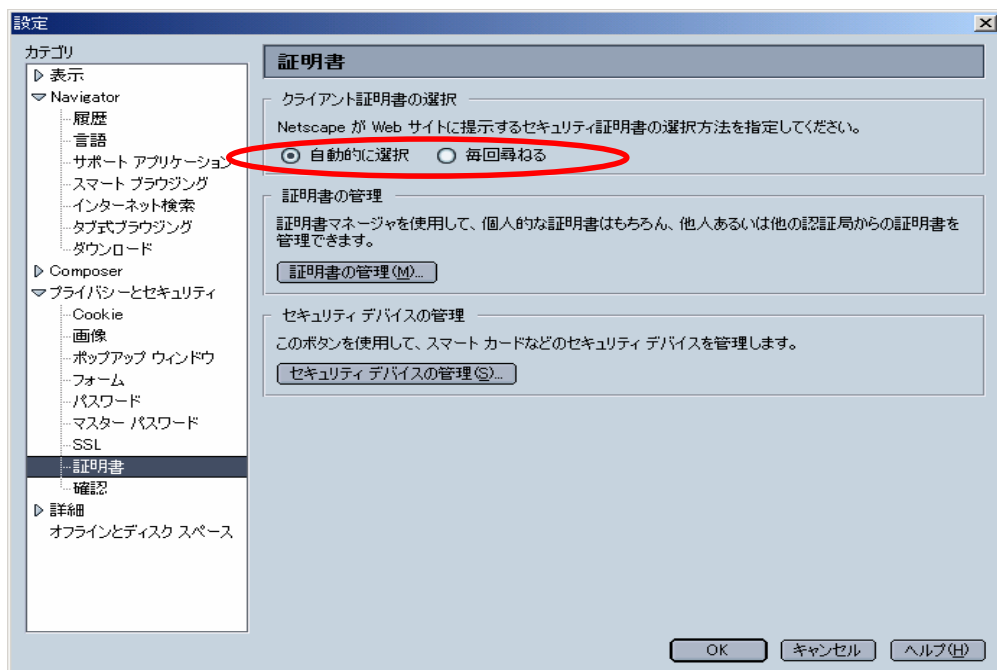 設定
カテゴリ
表示
Navigator
履歴
言語
サポート アプリケーション
スマート ブラウジング
インターネット検索
タブ式ブラウジング
ダウンロード
Composer
プライバシーとセキュリティ
Cookie
画像
ポップアップ ウィンドウ
フォーム
パスワード
マスター パスワード
SSL
証明書
確認
詳細
オフラインとディスク スペース
証明書
クライアント証明書の選択
Netscape が Web サイトに提示するセキュリティ証明書の選択方法を指定してください。
自動的に選択 毎回尋ねる
証明書の管理
証明書マネージャを使用して、個人的な証明書はもちろん、他人あるいは他の認証局からの証明書を
管理できます。
証明書の管理(M)...
セキュリティ デバイスの管理
このボタンを使用して、スマート カードなどのセキュリティ デバイスを管理します。
セキュリティ デバイスの管理(S)...
OK キャンセル ヘルプ(H)